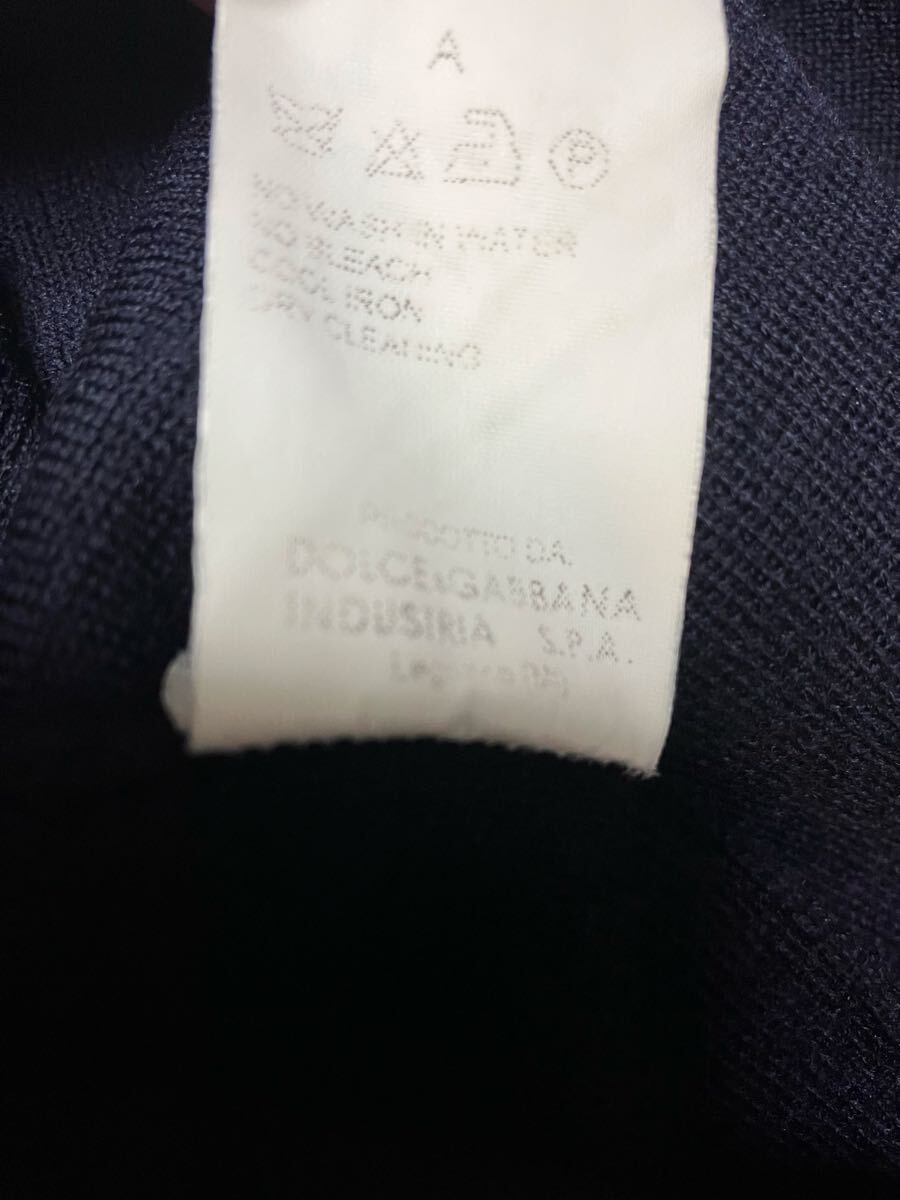 A
P
NO WASH IN WATER
NO BLEACH
COOL IRON
DRY CLEANING
PRODOTTO DA:
DOLCE&GABBANA
INDUSTRIA S.P.A.